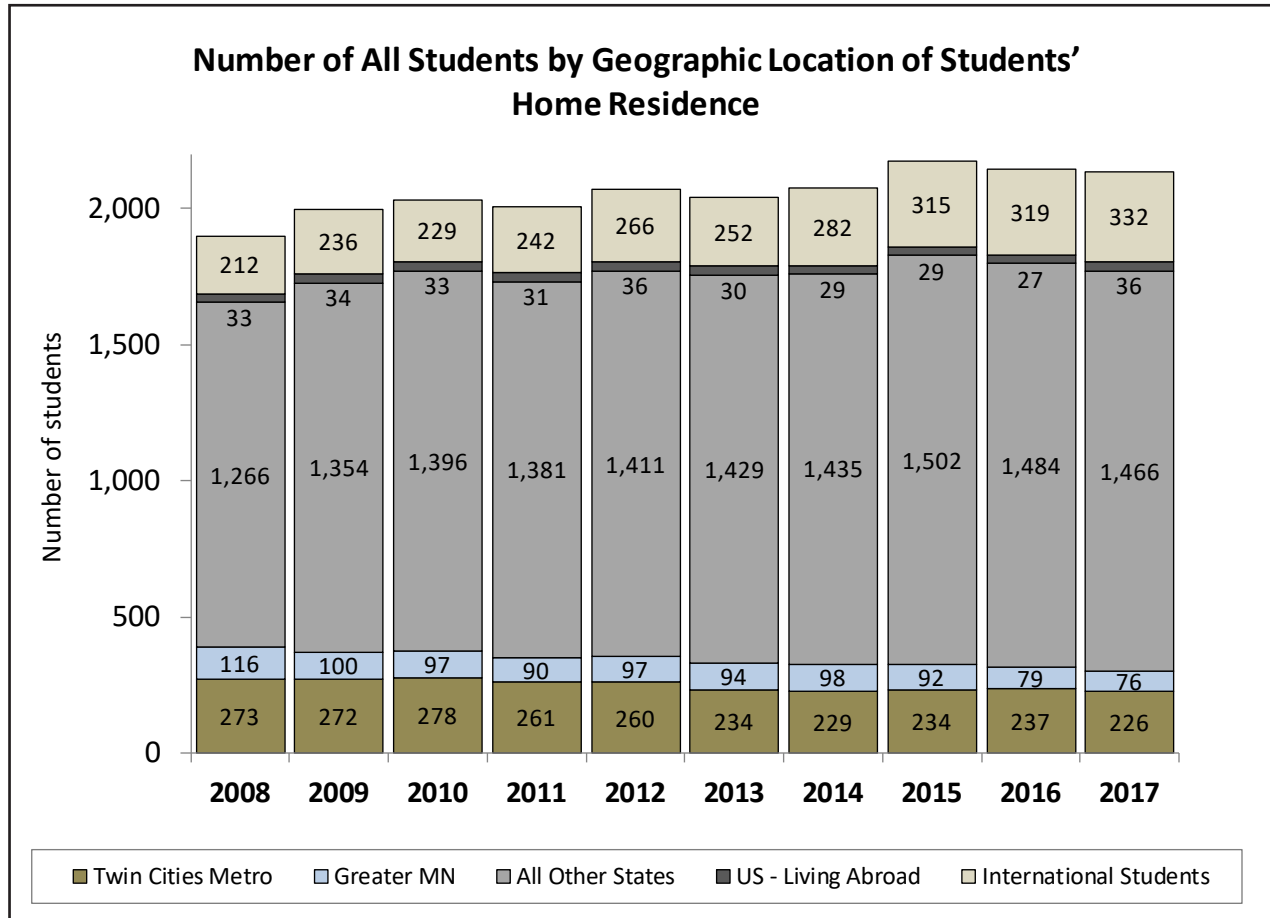 Number of All Students by Geographic Location of Students’
Home Residence
Number of students
2,000
1,500
1,000
500
0
212 236 229 242 266 252 282 315 319 332
33 34 33 31 36 30 29 29 27 36
1,266 1,354 1,396 1,381 1,411 1,429 1,435 1,502 1,484 1,466
116 100 97 90 97 94 98 92 79 76
273 272 278 261 260 234 229 234 237 226
2008 2009 2010 2011 2012 2013 2014 2015 2016 2017
Twin Cities Metro Greater MN All Other States US - Living Abroad International Students